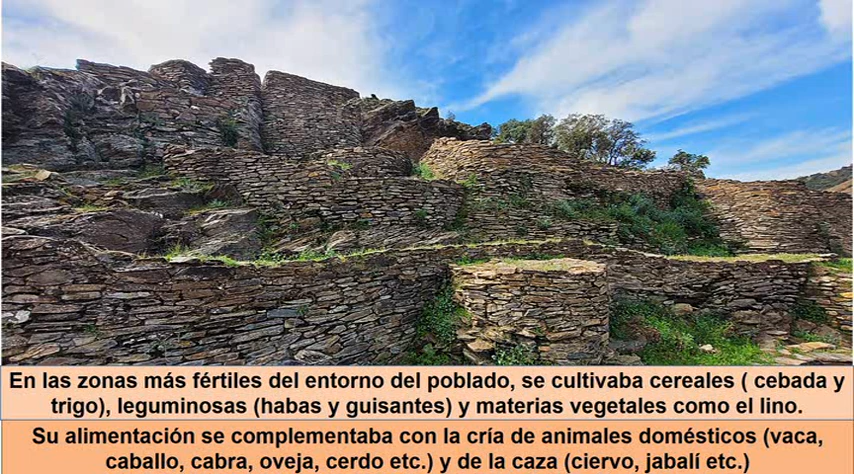 En las zonas más fértiles del entorno del poblado, se cultivaba cereales ( cebada y
trigo), leguminosas (habas y guisantes) y materias vegetales como el lino.
Su alimentación se complementaba con la cría de animales domésticos (vaca,
caballo, cabra, oveja, cerdo etc.) y de la caza (ciervo, jabalí etc.)